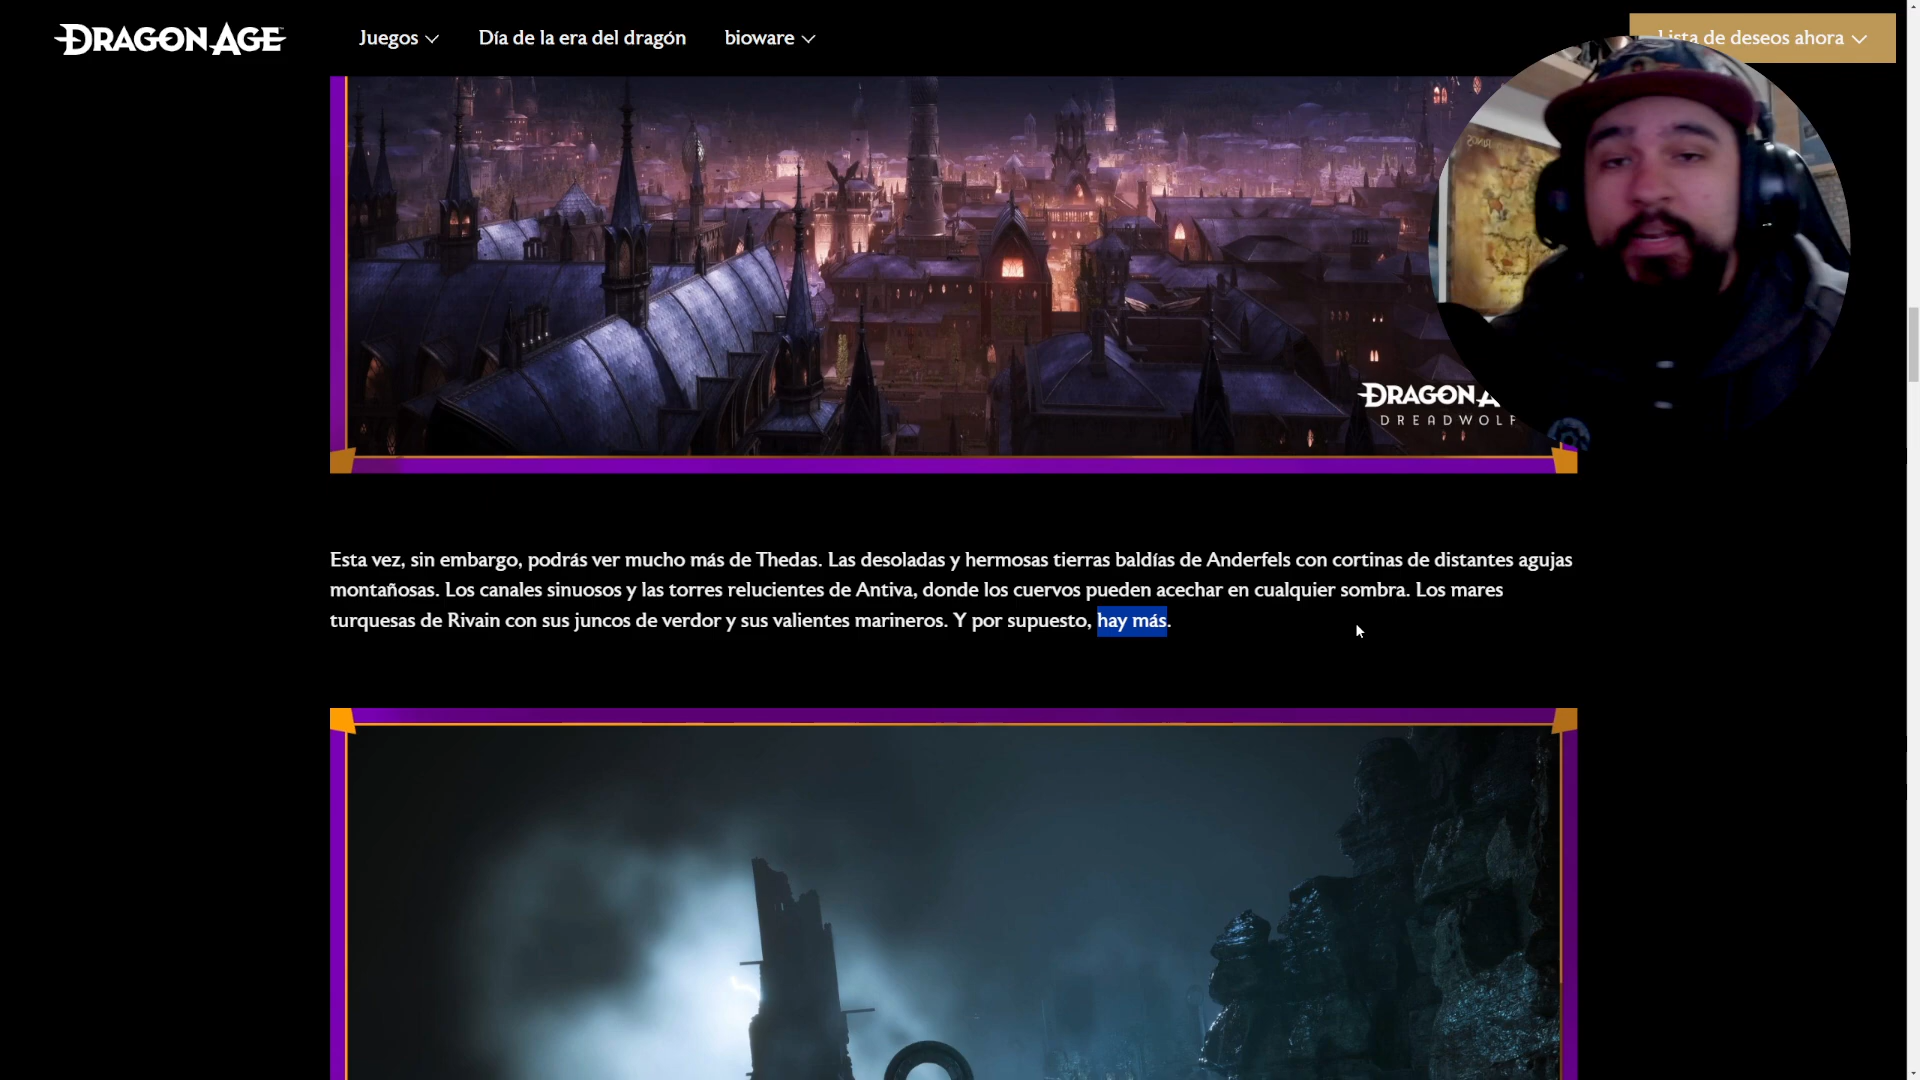 DRAGON AGE
Juegos
Día de la era del dragón
bioware
Lista de deseos ahora
DRAGON A
DREADWOLF
Esta vez, sin embargo, podrás ver mucho más de Thedas. Las desoladas y hermosas tierras baldías de Anderfels con cortinas de distantes agujas
montañosas. Los canales sinuosos y las torres relucientes de Antiva, donde los cuervos pueden acechar en cualquier sombra. Los mares
turquesas de Rivain con sus juncos de verdor y sus valientes marineros. Y por supuesto, hay más.